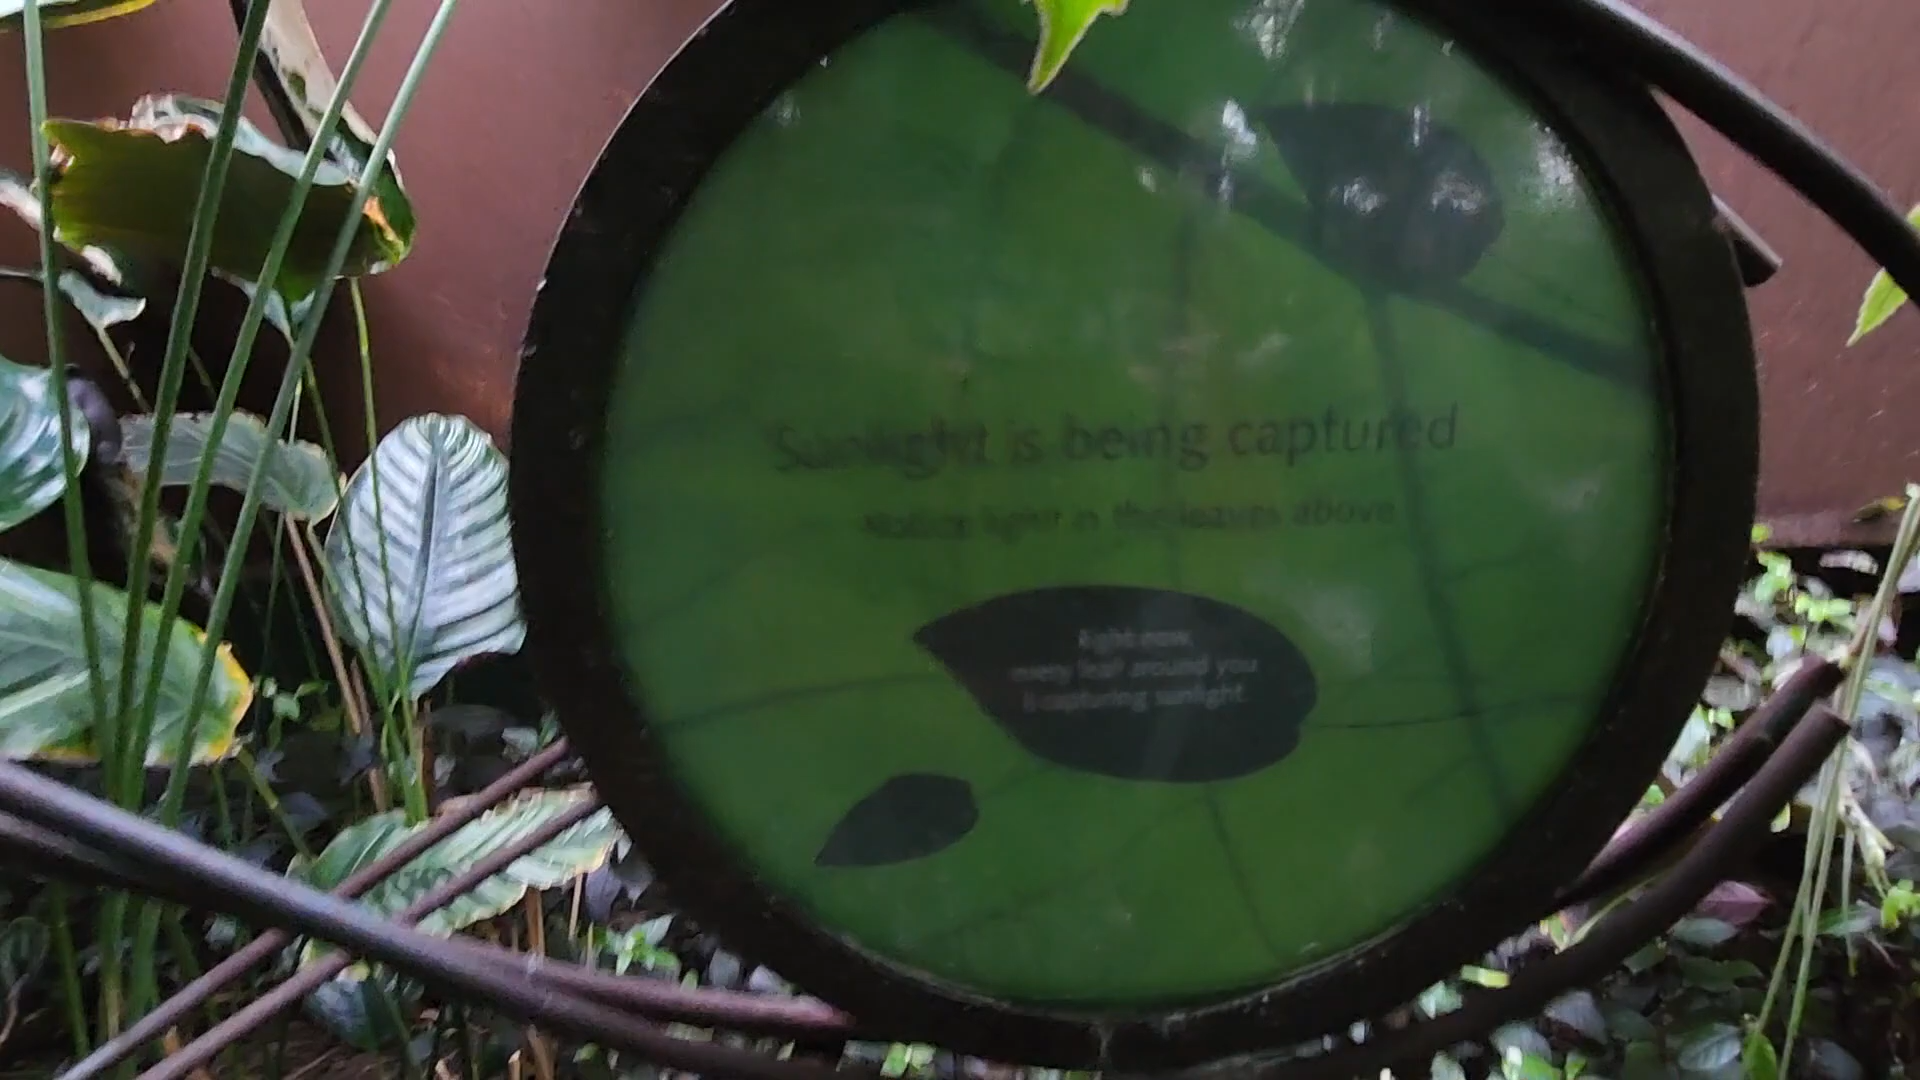 Sunlight is being captured
Notice light in the leaves above
Right now,
every leaf around you
is capturing sunlight.